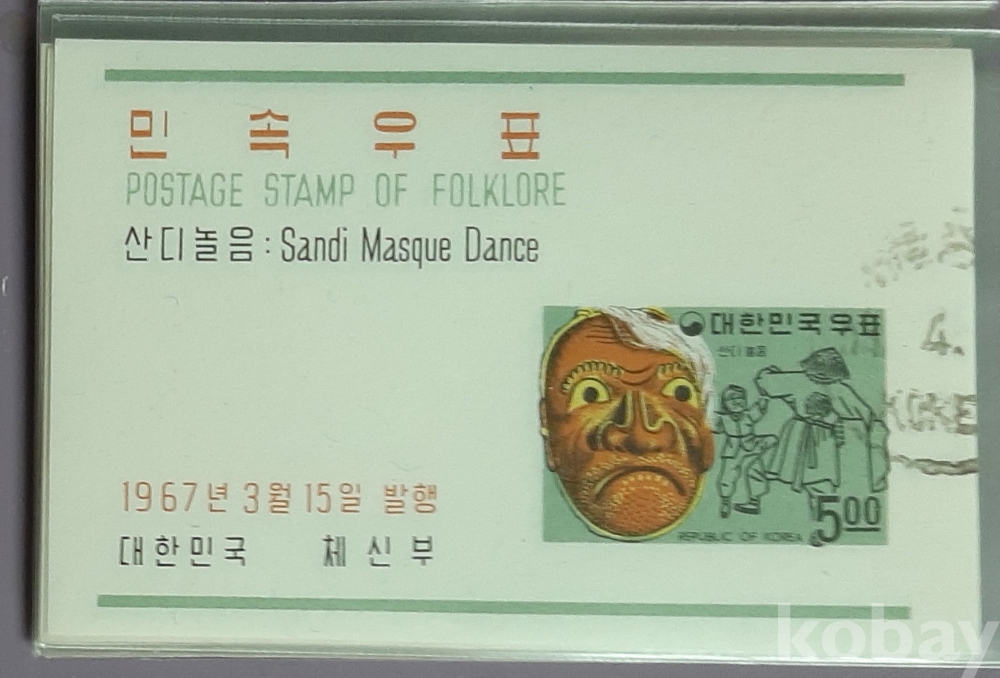 민속우표
POSTAGE STAMP OF FOLKLORE
산디놀음 : Sandi Masque Dance
대한민국우표
산디놀음
4.
5.00
REPUBLIC OF KOREA
1967년 3월 15일 발행
대한민국 체신부
kobay